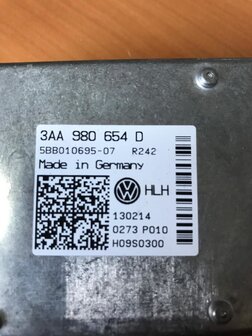 3AA 980 654 D
5BB010695-07 R242
Made in Germany
HLH
130214
0273 P010
H09S0300